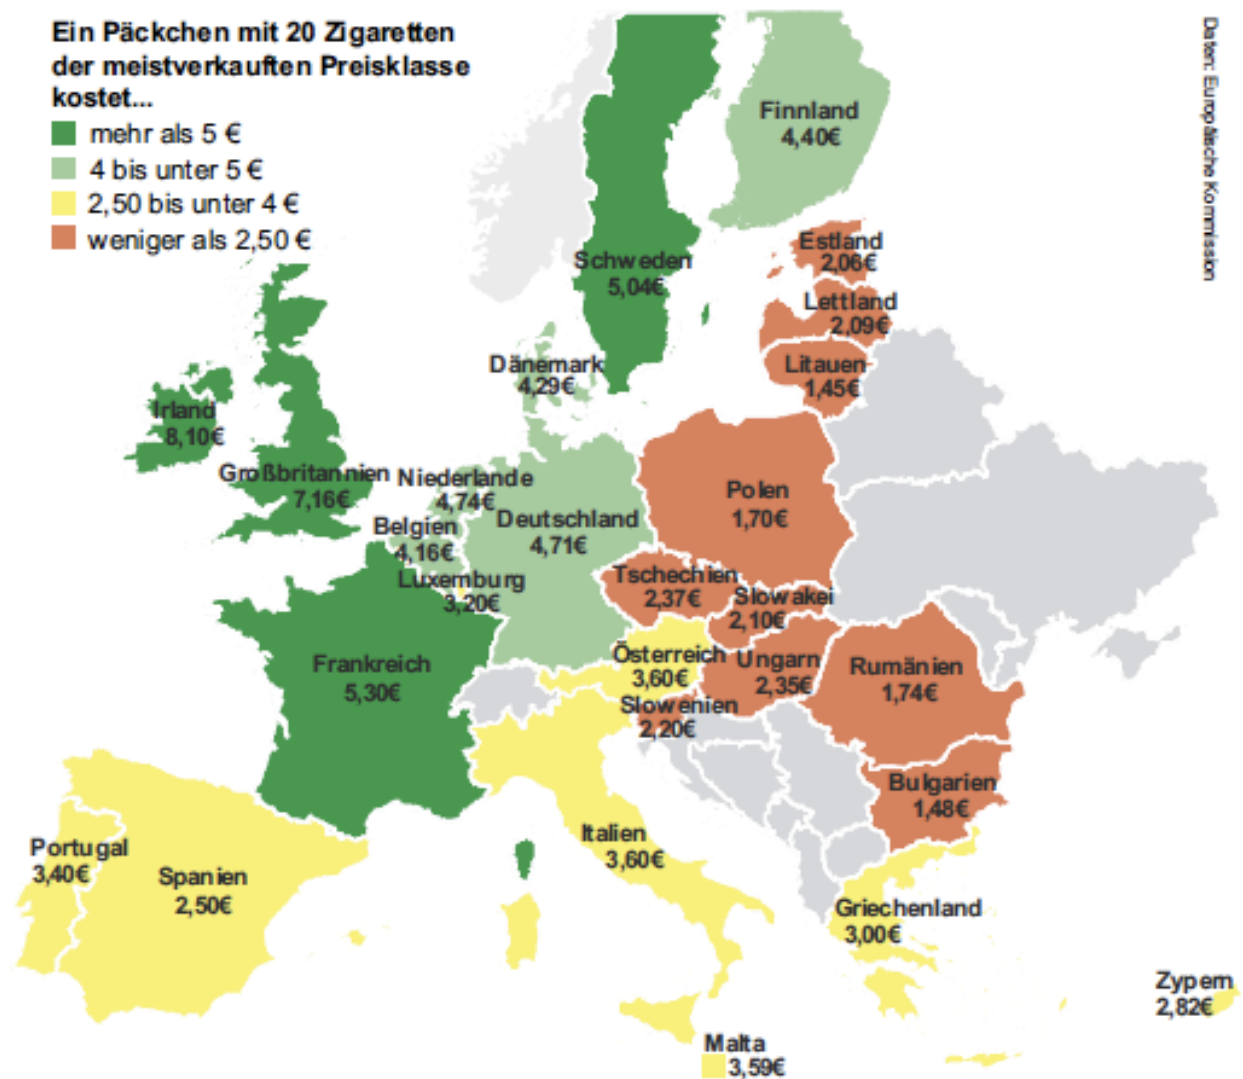 Ein Päckchen mit 20 Zigaretten
der meistverkauften Preisklasse
kostet...
mehr als 5 €
4 bis unter 5 €
2,50 bis unter 4 €
weniger als 2,50 €
Daten: Europäische Kommission
Finnland
4,40€
Schweden
5,04€
Estland
2,06€
Lettland
2,09€
Litauen
1,45€
Dänemark
4,29€
Irland
8,10€
Großbritannien
7,16€
Niederlande
4,74€
Belgien
4,16€
Deutschland
4,71€
Luxemburg
3,20€
Polen
1,70€
Tschechien
2,37€
Slowakei
2,10€
Frankreich
5,30€
Österreich
3,60€
Ungarn
2,35€
Rumänien
1,74€
Slowenien
2,20€
Bulgarien
1,48€
Italien
3,60€
Portugal
3,40€
Spanien
2,50€
Griechenland
3,00€
Zypern
2,82€
Malta
3,59€